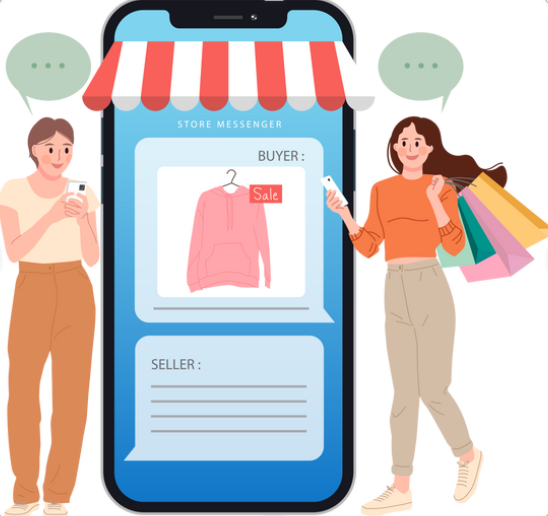 STORE MESSENGER
BUYER :
Sale
SELLER :